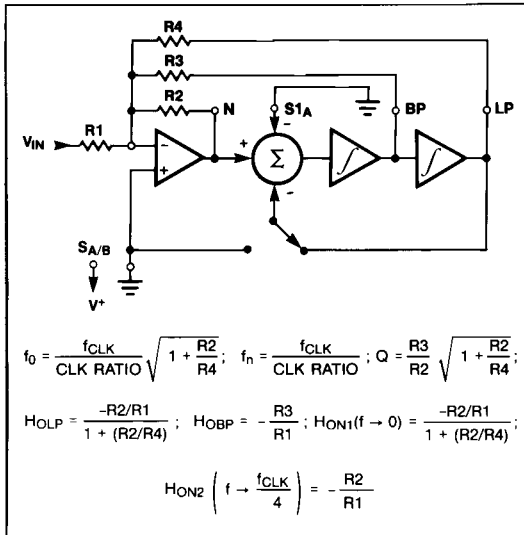 R4
R3
R2 N S1A BP LP
VIN R1 − + − Σ ∫ ∫
+ −
SA/B
V+
f0 = fCLK / CLK RATIO √(1 + R2/R4); fn = fCLK / CLK RATIO; Q = R3/R2 √(1 + R2/R4)
HOLP = −R2/R1 / 1 + (R2/R4); HOBP = −R3/R1; HON1(f → 0) = −R2/R1 / 1 + (R2/R4);
HON2 (f → fCLK/4) = −R2/R1